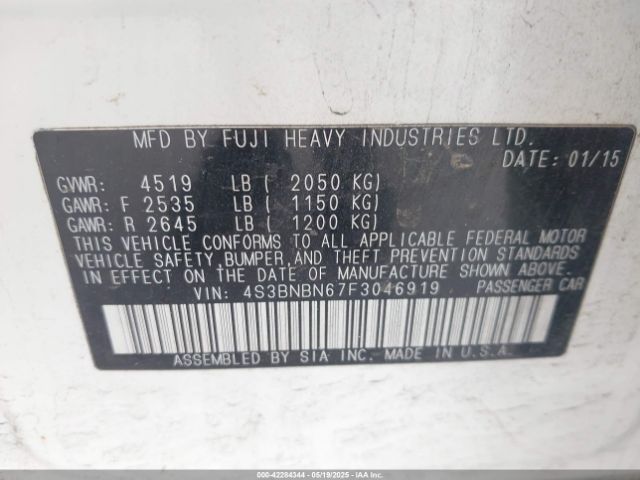 MFD BY FUJI HEAVY INDUSTRIES LTD.
DATE: 01/15
GVWR: 4519 LB ( 2050 KG)
GAWR: F 2535 LB ( 1150 KG)
GAWR: R 2645 LB ( 1200 KG)
THIS VEHICLE CONFORMS TO ALL APPLICABLE FEDERAL MOTOR
VEHICLE SAFETY, BUMPER, AND THEFT PREVENTION STANDARDS
IN EFFECT ON THE DATE OF MANUFACTURE SHOWN ABOVE.
VIN: 4S3BNBN67F3046919 PASSENGER CAR
ASSEMBLED BY SIA INC. MADE IN U.S.A.
000-42284344 - 05/19/2025 - IAA Inc.